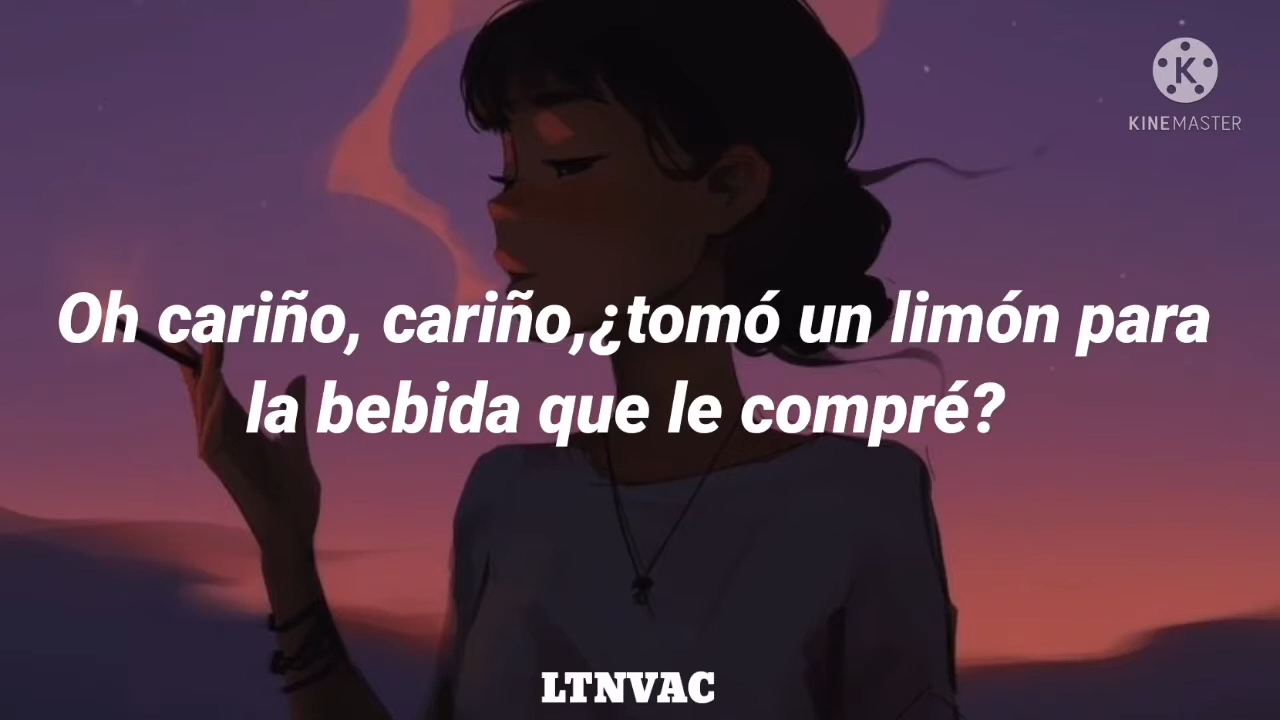 K
KINEMASTER
Oh cariño, cariño,¿tomó un limón para
la bebida que le compré?
LTNVAC